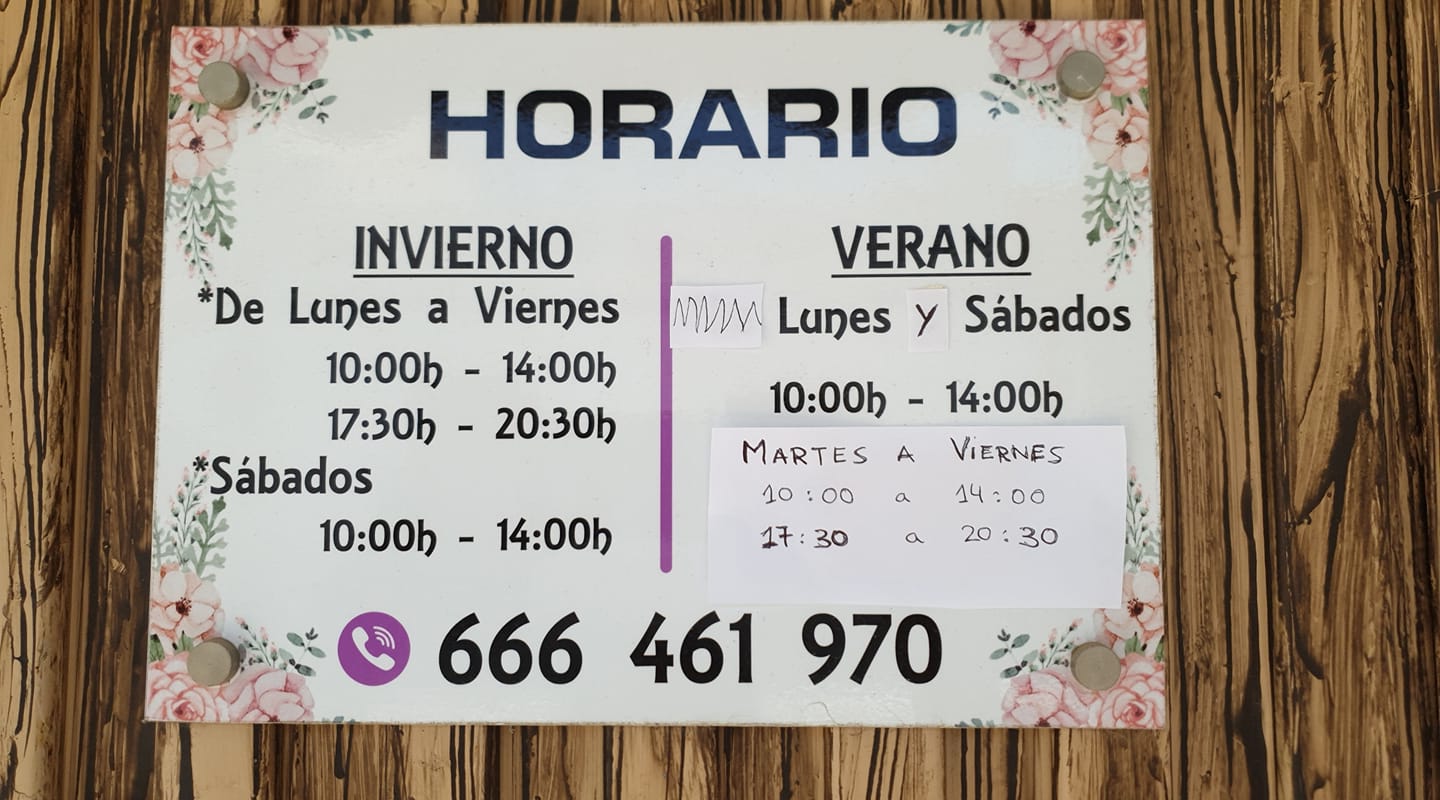 HORARIO
INVIERNO
*De Lunes a Viernes
10:00h - 14:00h
17:30h - 20:30h
*Sábados
10:00h - 14:00h
VERANO
Lunes y Sábados
10:00h - 14:00h
MARTES A VIERNES
10:00 a 14:00
17:30 a 20:30
666 461 970